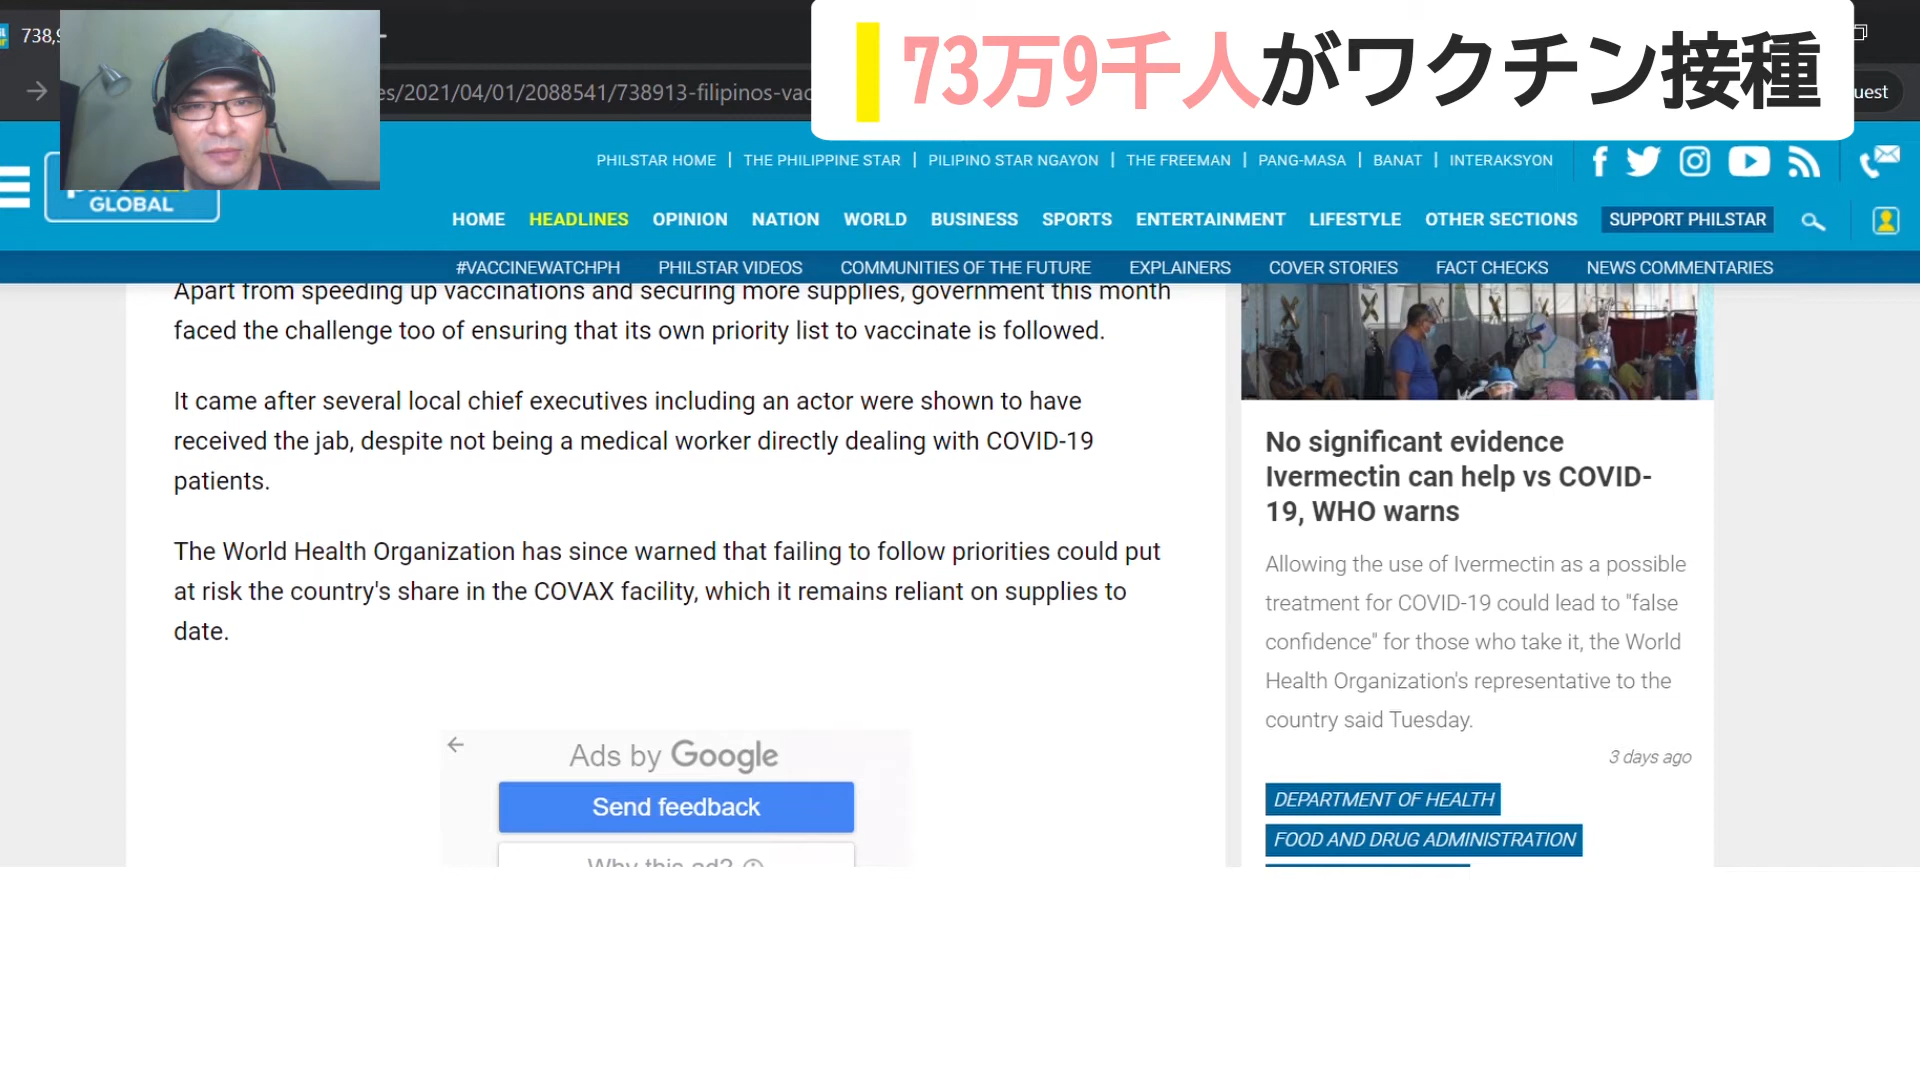 738,9
73万9千人がワクチン接種
es/2021/04/01/2088541/738913-filipinos-vac
uest
PHILSTAR HOME | THE PHILIPPINE STAR | PILIPINO STAR NGAYON | THE FREEMAN | PANG-MASA | BANAT | INTERAKSYON
GLOBAL
HOME HEADLINES OPINION NATION WORLD BUSINESS SPORTS ENTERTAINMENT LIFESTYLE OTHER SECTIONS SUPPORT PHILSTAR
#VACCINEWATCHPH PHILSTAR VIDEOS COMMUNITIES OF THE FUTURE EXPLAINERS COVER STORIES FACT CHECKS NEWS COMMENTARIES
Apart from speeding up vaccinations and securing more supplies, government this month
faced the challenge too of ensuring that its own priority list to vaccinate is followed.
It came after several local chief executives including an actor were shown to have
received the jab, despite not being a medical worker directly dealing with COVID-19
patients.
The World Health Organization has since warned that failing to follow priorities could put
at risk the country's share in the COVAX facility, which it remains reliant on supplies to
date.
Ads by Google
Send feedback
Why this ad?
No significant evidence
Ivermectin can help vs COVID-
19, WHO warns
Allowing the use of Ivermectin as a possible
treatment for COVID-19 could lead to "false
confidence" for those who take it, the World
Health Organization's representative to the
country said Tuesday.
3 days ago
DEPARTMENT OF HEALTH
FOOD AND DRUG ADMINISTRATION